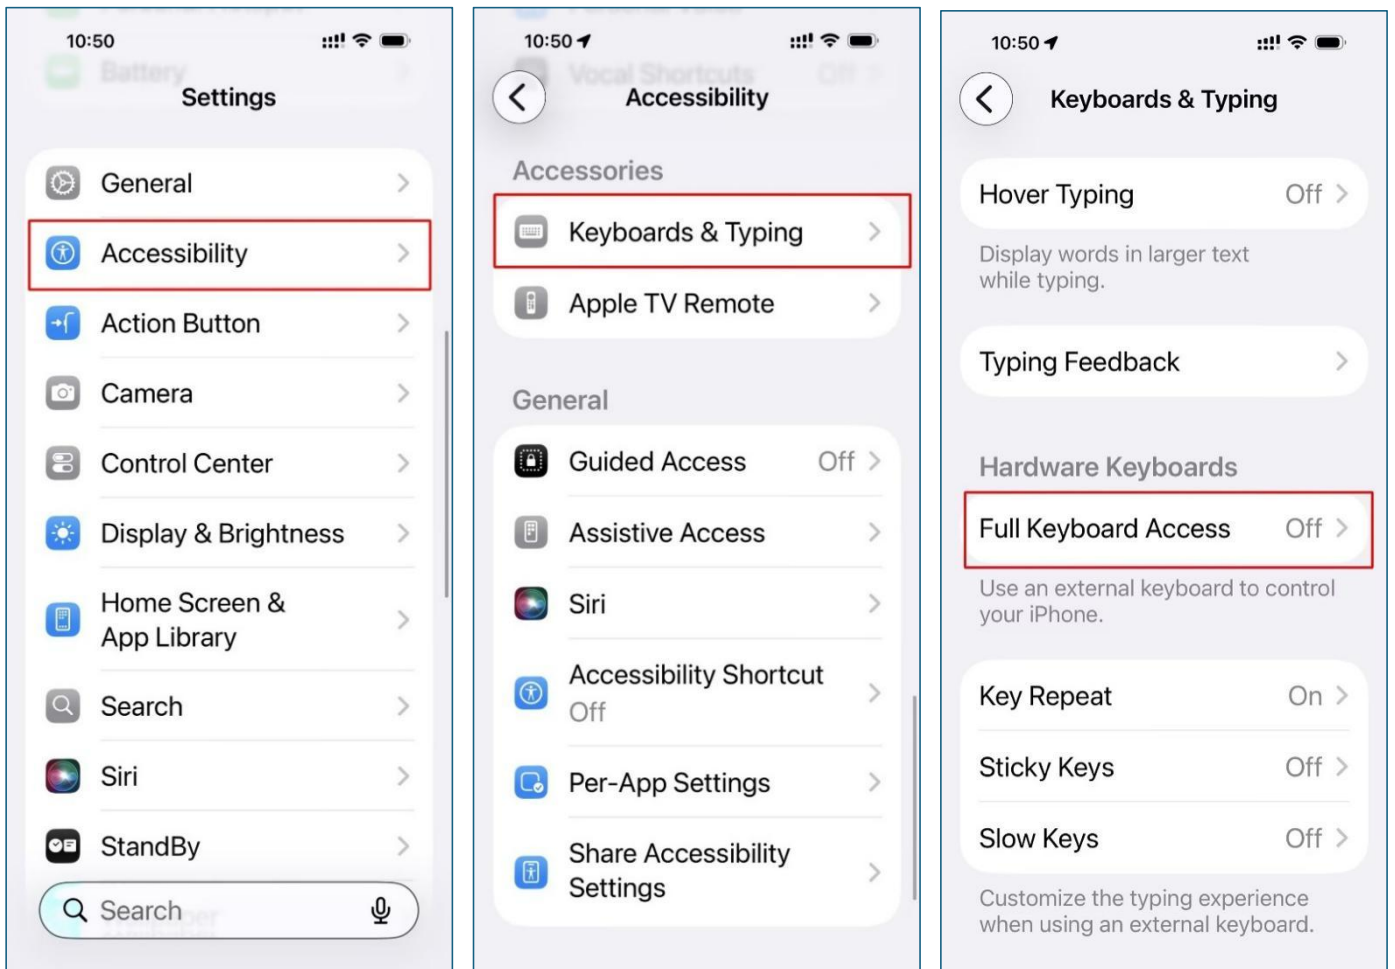 10:50
Battery
Settings
General
Accessibility
Action Button
Camera
Control Center
Display & Brightness
Home Screen &
App Library
Search
Siri
StandBy
Search
10:50
Vocal Shortcuts Off
Accessibility
Accessories
Keyboards & Typing
Apple TV Remote
General
Guided Access Off
Assistive Access
Siri
Accessibility Shortcut
Off
Per-App Settings
Share Accessibility
Settings
10:50
Keyboards & Typing
Hover Typing Off
Display words in larger text
while typing.
Typing Feedback
Hardware Keyboards
Full Keyboard Access Off
Use an external keyboard to control
your iPhone.
Key Repeat On
Sticky Keys Off
Slow Keys Off
Customize the typing experience
when using an external keyboard.